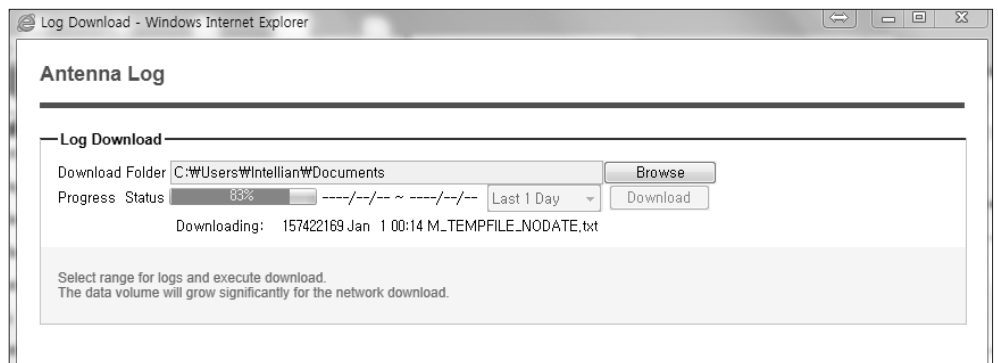 Log Download - Windows Internet Explorer
Antenna Log
Log Download
Download Folder C:₩Users₩Intellian₩Documents Browse
Progress Status 83% ----/--/-- ~ ----/--/-- Last 1 Day Download
Downloading: 157422169 Jan 1 00:14 M_TEMPFILE_NODATE.txt
Select range for logs and execute download.
The data volume will grow significantly for the network download.